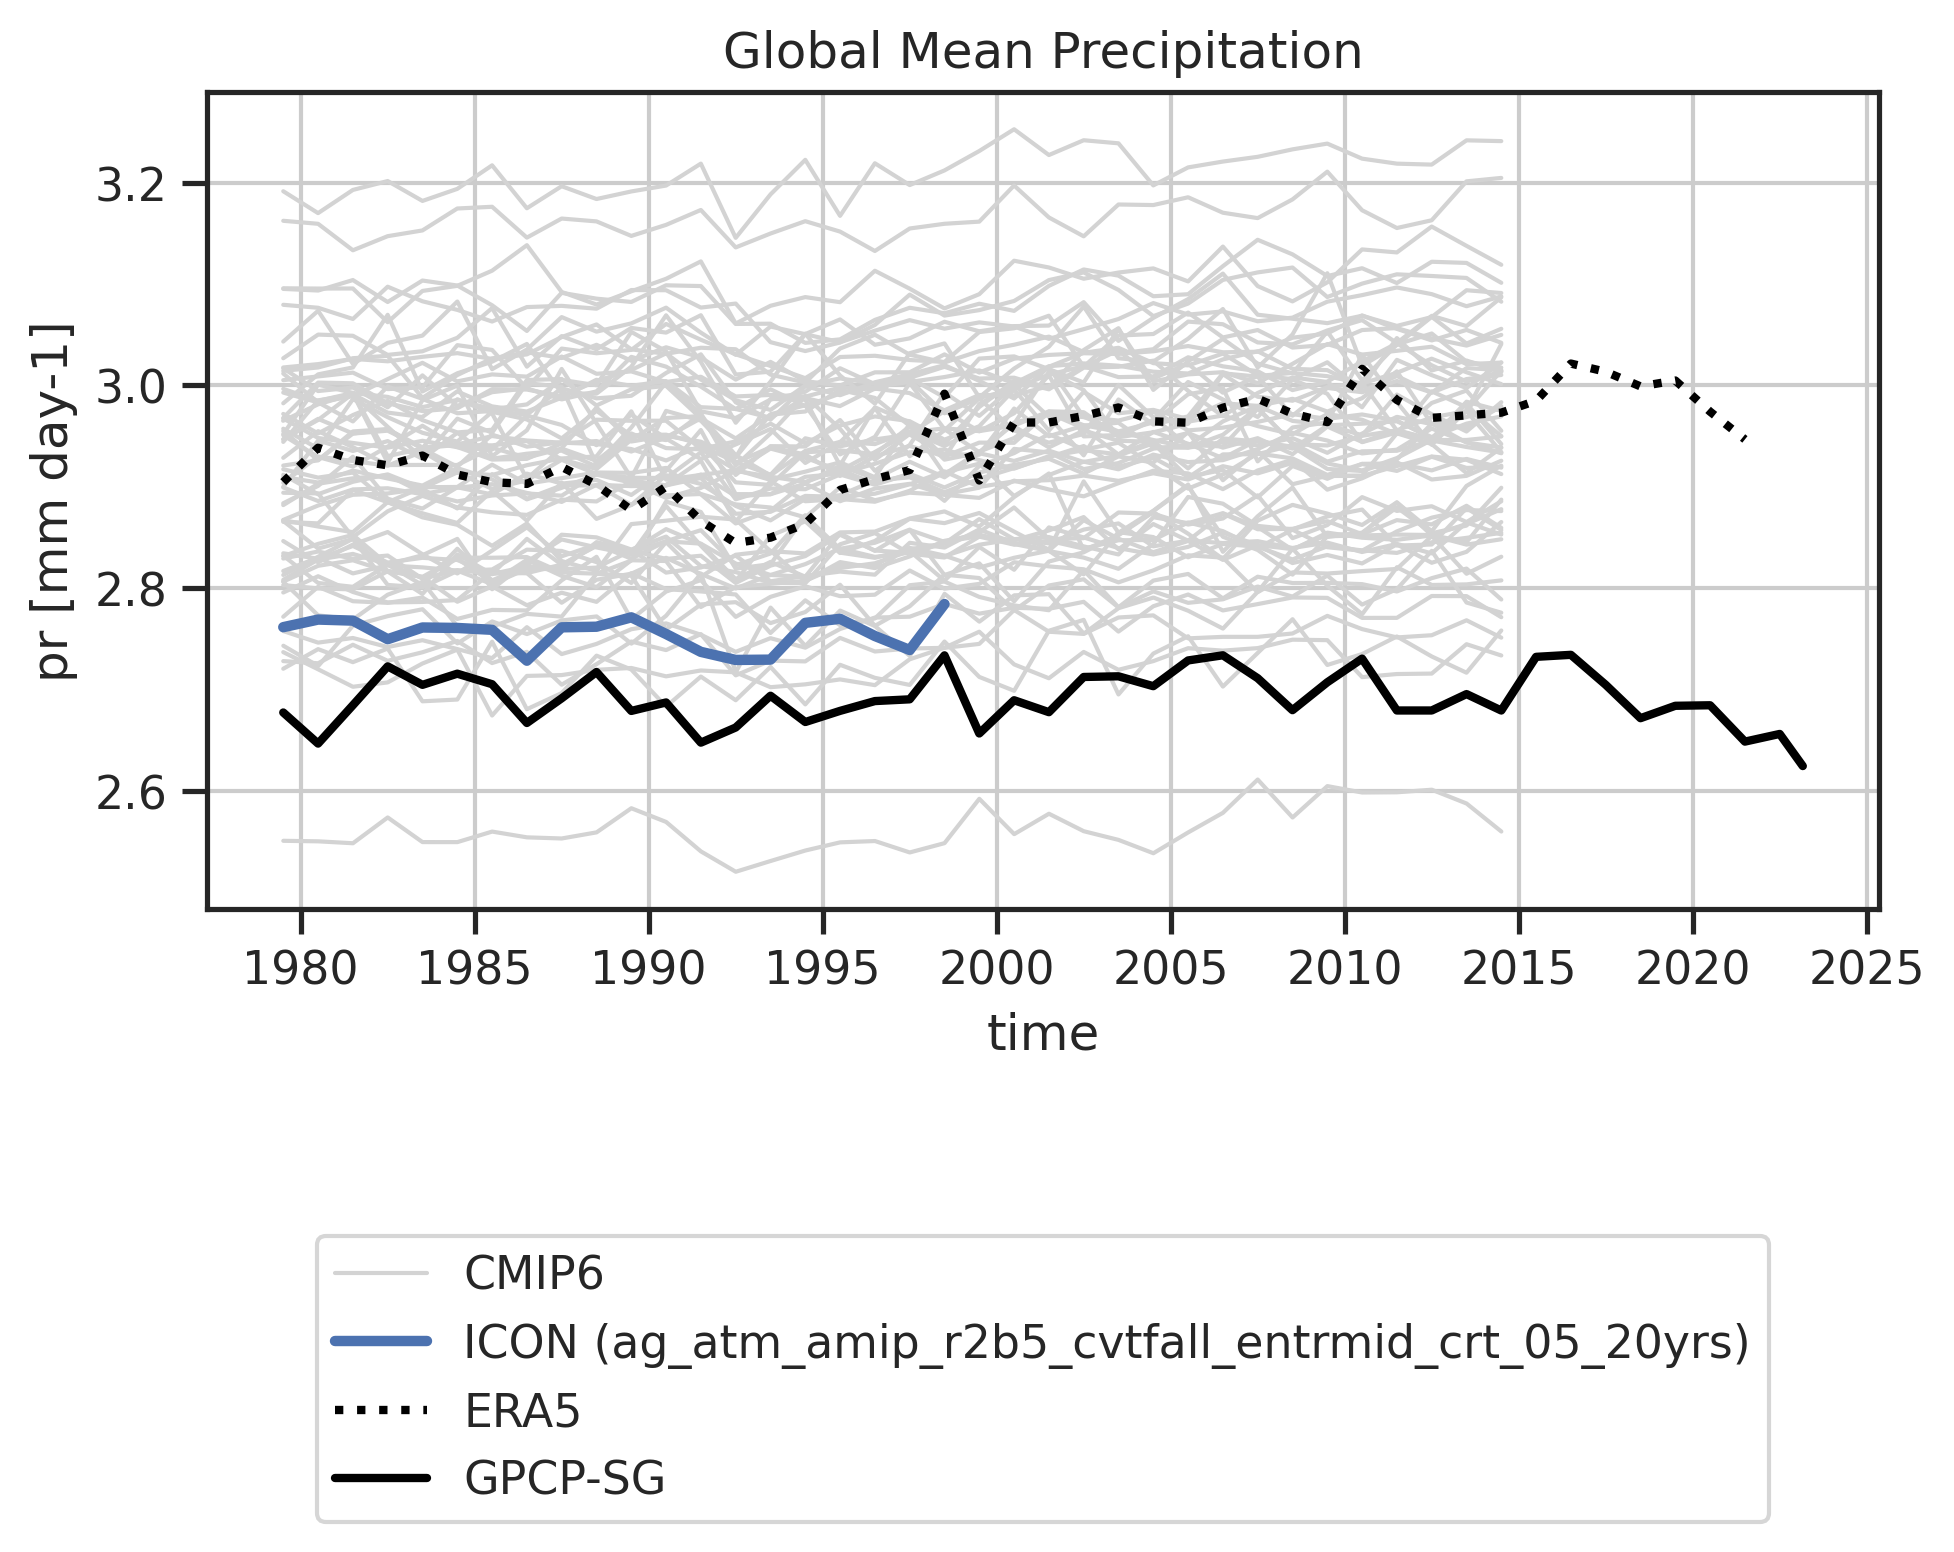 Global Mean Precipitation
pr [mm day-1]
3.2
3.0
2.8
2.6
1980 1985 1990 1995 2000 2005 2010 2015 2020 2025
time
CMIP6
ICON (ag_atm_amip_r2b5_cvtfall_entrmid_crt_05_20yrs)
ERA5
GPCP-SG